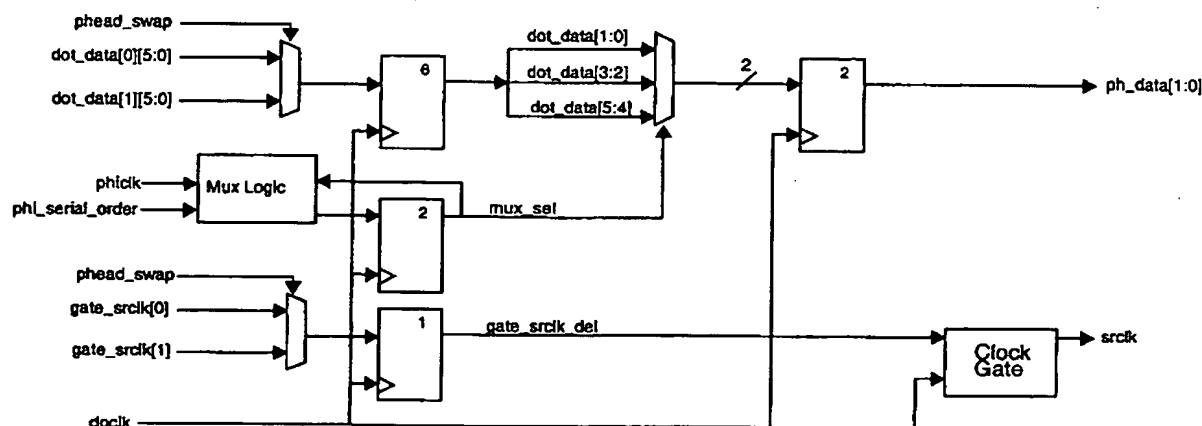 phead_swap
dot_data[0][5:0]
dot_data[1][5:0]
6
dot_data[1:0]
dot_data[3:2]
dot_data[5:4]
2
2
ph_data[1:0]
phiclk
phi_serial_order
Mux Logic
2
mux_sel
phead_swap
gate_srclk[0]
gate_srclk[1]
1
gate_srclk_del
Clock
Gate
srclk
doclk